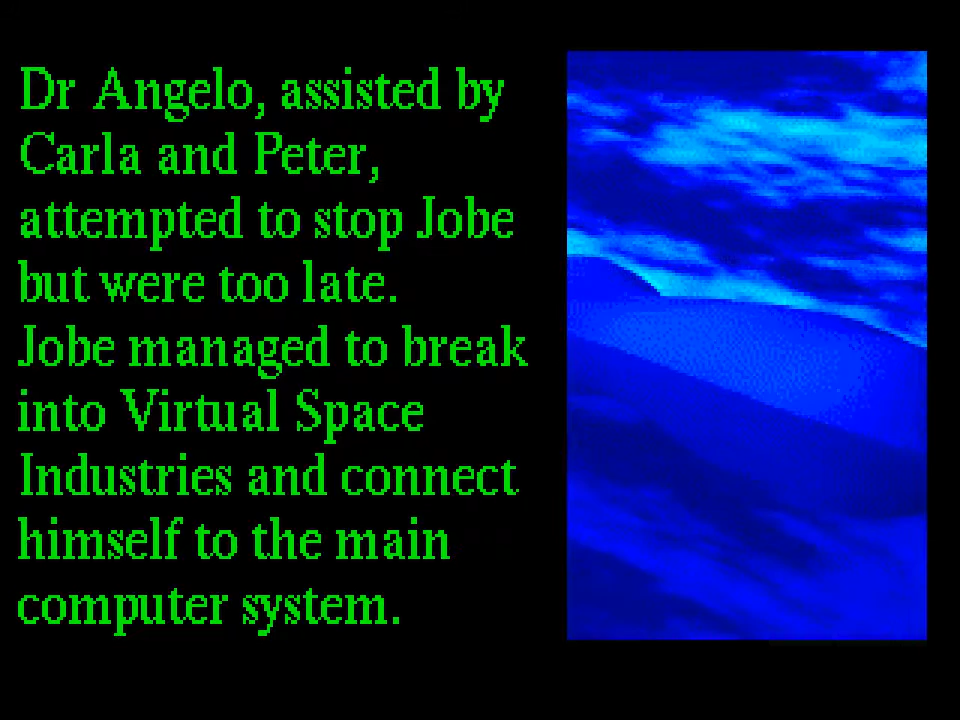 Dr Angelo, assisted by
Carla and Peter,
attempted to stop Jobe
but were too late.
Jobe managed to break
into Virtual Space
Industries and connect
himself to the main
computer system.